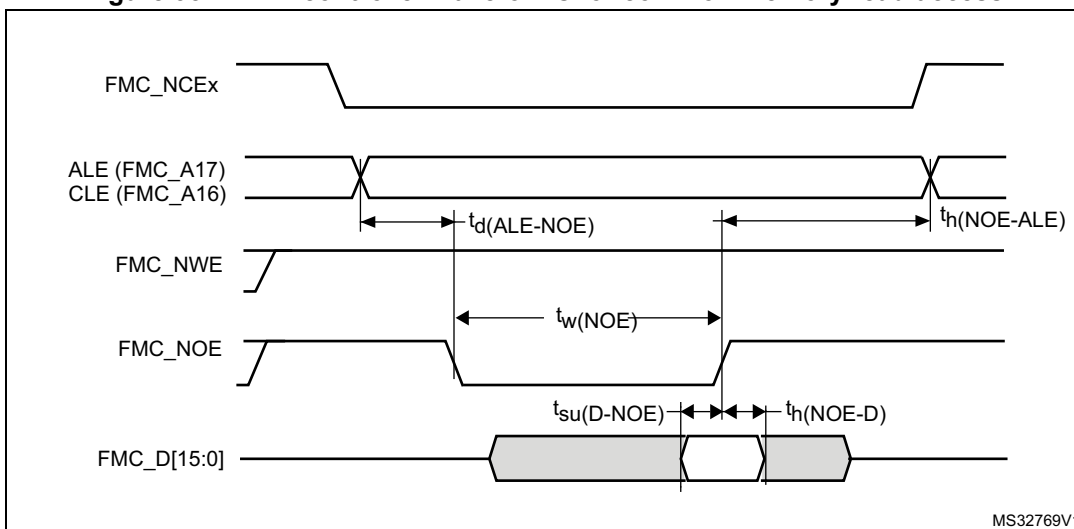 FMC_NCEx
ALE (FMC_A17)
CLE (FMC_A16)
td(ALE-NOE)
th(NOE-ALE)
FMC_NWE
tw(NOE)
FMC_NOE
tsu(D-NOE)
th(NOE-D)
FMC_D[15:0]